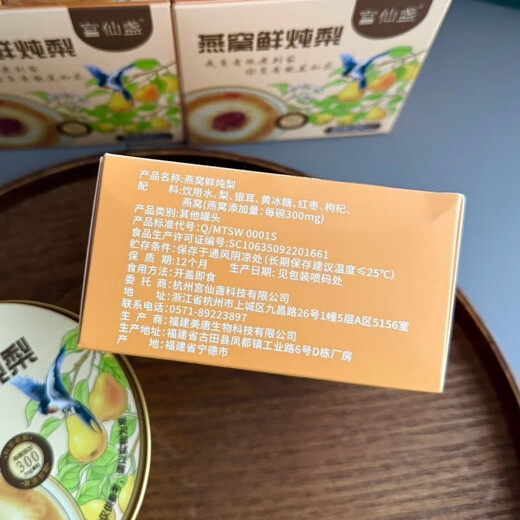 宫仙盏
燕窝鲜炖梨
宫仙盏
燕窝鲜炖梨
产品名称:燕窝鲜炖梨
配 料:饮用水、梨、银耳、黄冰糖、红枣、枸杞、
燕窝(燕窝添加量:每碗300mg)
产品类别:其他罐头
产品标准代号:Q/MTSW 0001S
食品生产许可证编号:SC10635092201661
贮存条件:保存于通风阴凉处(长期保存建议温度≤25℃)
保 质 期:12个月 生产日期:见包装喷码处
食用方法:开盖即食
委 托 商:杭州宫仙盏科技有限公司
地 址:浙江省杭州市上城区九昌路26号1幢5层A区5156室
联系电话:0571-89223897
生 产 商:福建美唐生物科技有限公司
生产地址:福建省古田县凤都镇工业路6号D栋厂房
产 地:福建省宁德市
炖梨
300